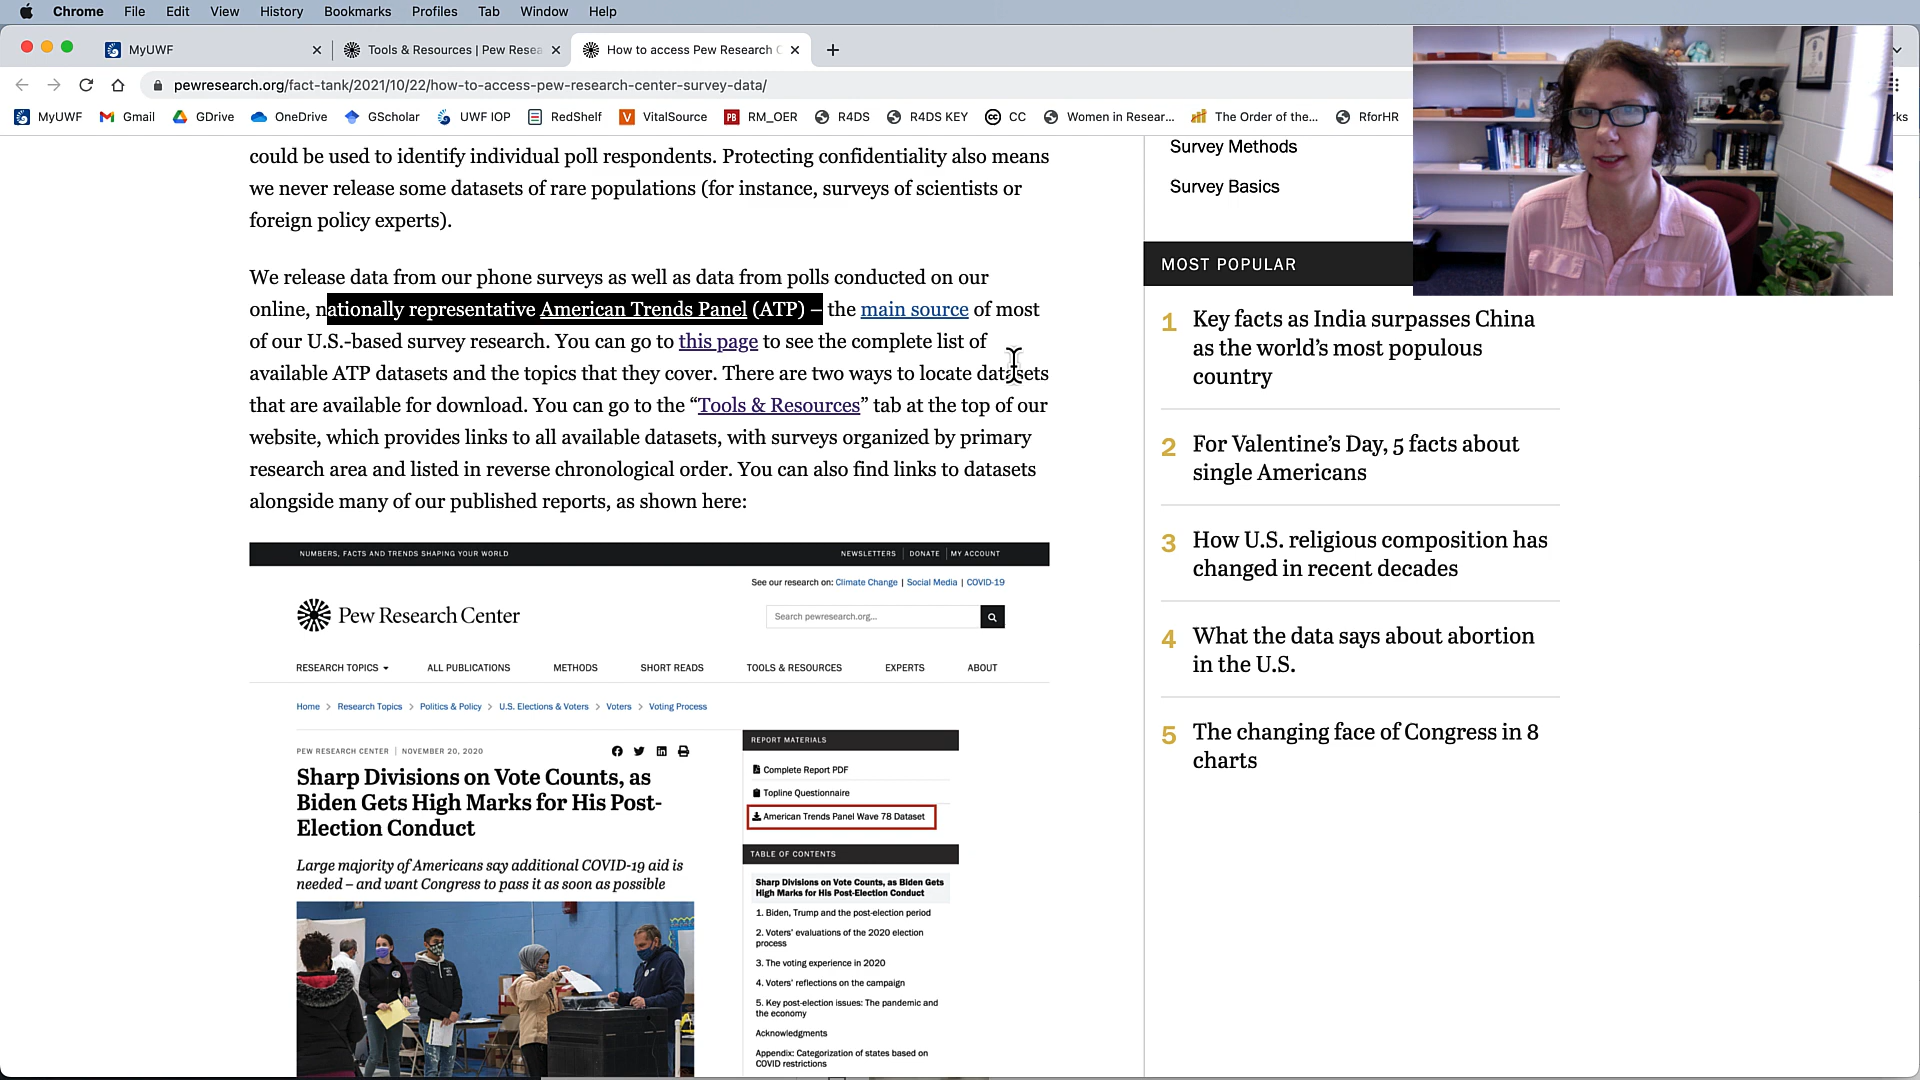 Chrome File Edit View History Bookmarks Profiles Tab Window Help
MyUWF
Tools & Resources | Pew Resea
How to access Pew Research C
pewresearch.org/fact-tank/2021/10/22/how-to-access-pew-research-center-survey-data/
MyUWF Gmail GDrive OneDrive GScholar UWF IOP RedShelf VitalSource RM_OER R4DS R4DS KEY CC Women in Resear... The Order of the... RforHR rks
could be used to identify individual poll respondents. Protecting confidentiality also means
we never release some datasets of rare populations (for instance, surveys of scientists or
foreign policy experts).
We release data from our phone surveys as well as data from polls conducted on our
online, nationally representative American Trends Panel (ATP) – the main source of most
of our U.S.-based survey research. You can go to this page to see the complete list of
available ATP datasets and the topics that they cover. There are two ways to locate datasets
that are available for download. You can go to the “Tools & Resources” tab at the top of our
website, which provides links to all available datasets, with surveys organized by primary
research area and listed in reverse chronological order. You can also find links to datasets
alongside many of our published reports, as shown here:
NUMBERS, FACTS AND TRENDS SHAPING YOUR WORLD
NEWSLETTERS | DONATE | MY ACCOUNT
See our research on: Climate Change | Social Media | COVID-19
Pew Research Center
Search pewresearch.org...
RESEARCH TOPICS ALL PUBLICATIONS METHODS SHORT READS TOOLS & RESOURCES EXPERTS ABOUT
Home > Research Topics > Politics & Policy > U.S. Elections & Voters > Voters > Voting Process
PEW RESEARCH CENTER | NOVEMBER 20, 2020
Sharp Divisions on Vote Counts, as
Biden Gets High Marks for His Post-
Election Conduct
Large majority of Americans say additional COVID-19 aid is
needed – and want Congress to pass it as soon as possible
REPORT MATERIALS
Complete Report PDF
Topline Questionnaire
American Trends Panel Wave 78 Dataset
TABLE OF CONTENTS
Sharp Divisions on Vote Counts, as Biden Gets
High Marks for His Post-Election Conduct
1. Biden, Trump and the post-election period
2. Voters’ evaluations of the 2020 election
process
3. The voting experience in 2020
4. Voters’ reflections on the campaign
5. Key post-election issues: The pandemic and
the economy
Acknowledgments
Appendix: Categorization of states based on
COVID restrictions
Survey Methods
Survey Basics
MOST POPULAR
1 Key facts as India surpasses China
as the world’s most populous
country
2 For Valentine’s Day, 5 facts about
single Americans
3 How U.S. religious composition has
changed in recent decades
4 What the data says about abortion
in the U.S.
5 The changing face of Congress in 8
charts